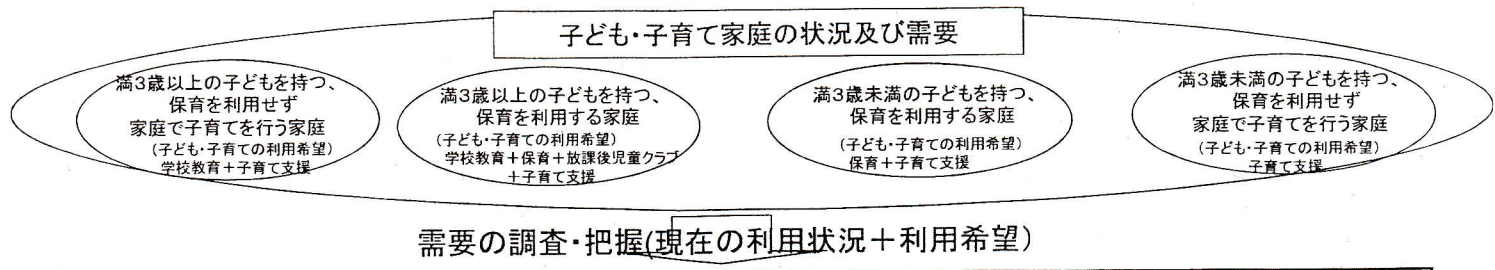 子ども・子育て家庭の状況及び需要
満3歳以上の子どもを持つ、
保育を利用せず
家庭で子育てを行う家庭
(子ども・子育ての利用希望)
学校教育+子育て支援
満3歳以上の子どもを持つ、
保育を利用する家庭
(子ども・子育ての利用希望)
学校教育+保育+放課後児童クラブ
+子育て支援
満3歳未満の子どもを持つ、
保育を利用する家庭
(子ども・子育ての利用希望)
保育+子育て支援
満3歳未満の子どもを持つ、
保育を利用せず
家庭で子育てを行う家庭
(子ども・子育ての利用希望)
子育て支援
需要の調査・把握(現在の利用状況+利用希望)